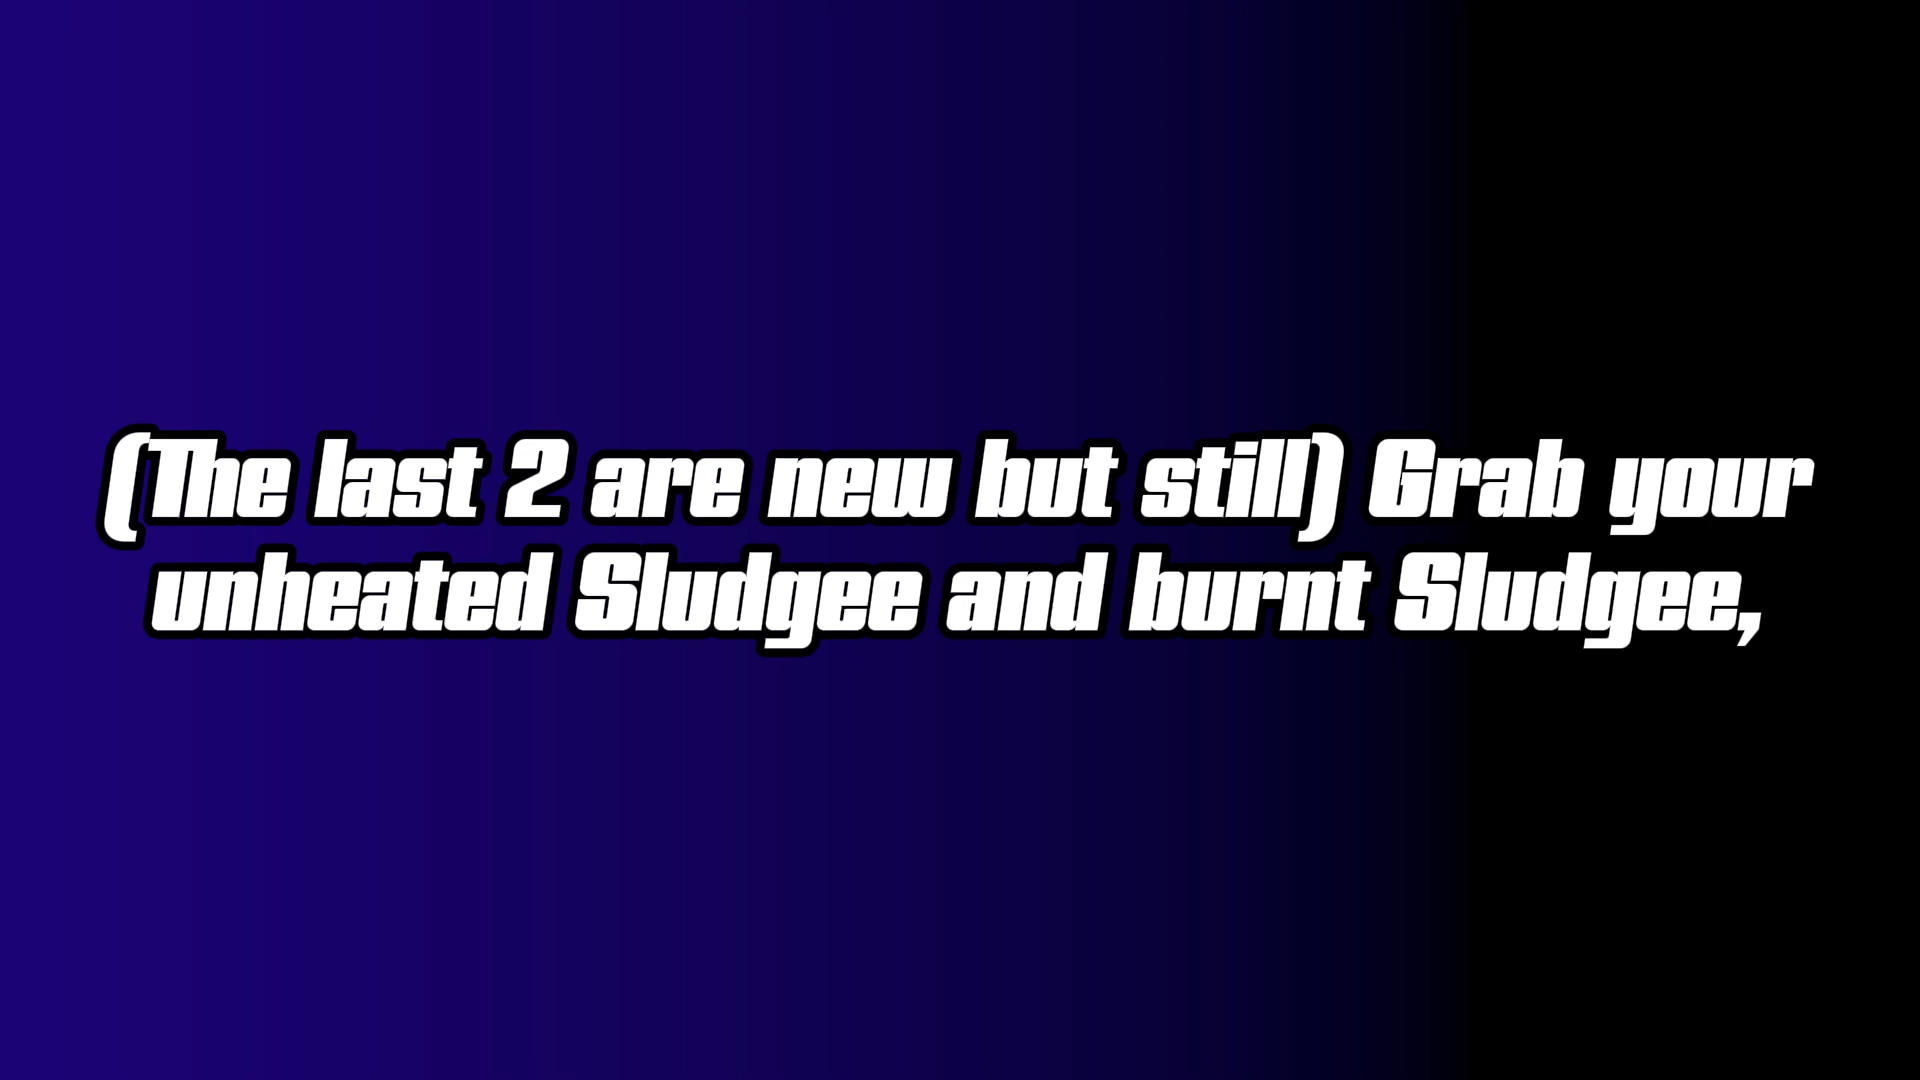 (The last 2 are new but still) Grab your
unheated Sludgee and burnt Sludgee,